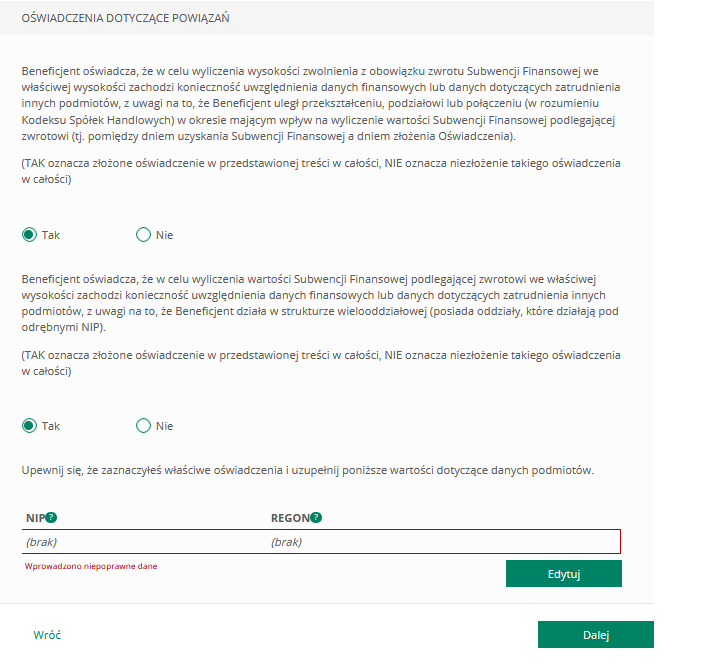 OŚWIADCZENIA DOTYCZĄCE POWIĄZAŃ
Beneficjent oświadcza, że w celu wyliczenia wysokości zwolnienia z obowiązku zwrotu Subwencji Finansowej we
właściwej wysokości zachodzi konieczność uwzględnienia danych finansowych lub danych dotyczących zatrudnienia
innych podmiotów, z uwagi na to, że Beneficjent uległ przekształceniu, podziałowi lub połączeniu (w rozumieniu
Kodeksu Spółek Handlowych) w okresie mającym wpływ na wyliczenie wartości Subwencji Finansowej podlegającej
zwrotowi (tj. pomiędzy dniem uzyskania Subwencji Finansowej a dniem złożenia Oświadczenia).
(TAK oznacza złożone oświadczenie w przedstawionej treści w całości, NIE oznacza niezłożenie takiego oświadczenia
w całości)
Tak Nie
Beneficjent oświadcza, że w celu wyliczenia wartości Subwencji Finansowej podlegającej zwrotowi we właściwej
wysokości zachodzi konieczność uwzględnienia danych finansowych lub danych dotyczących zatrudnienia innych
podmiotów, z uwagi na to, że Beneficjent działa w strukturze wielooddziałowej (posiada oddziały, które działają pod
odrębnymi NIP).
(TAK oznacza złożone oświadczenie w przedstawionej treści w całości, NIE oznacza niezłożenie takiego oświadczenia
w całości)
Tak Nie
Upewnij się, że zaznaczyłeś właściwe oświadczenia i uzupełnij poniższe wartości dotyczące danych podmiotów.
NIP ? REGON ?
(brak) (brak)
Wprowadzono niepoprawne dane
Edytuj
Wróć Dalej